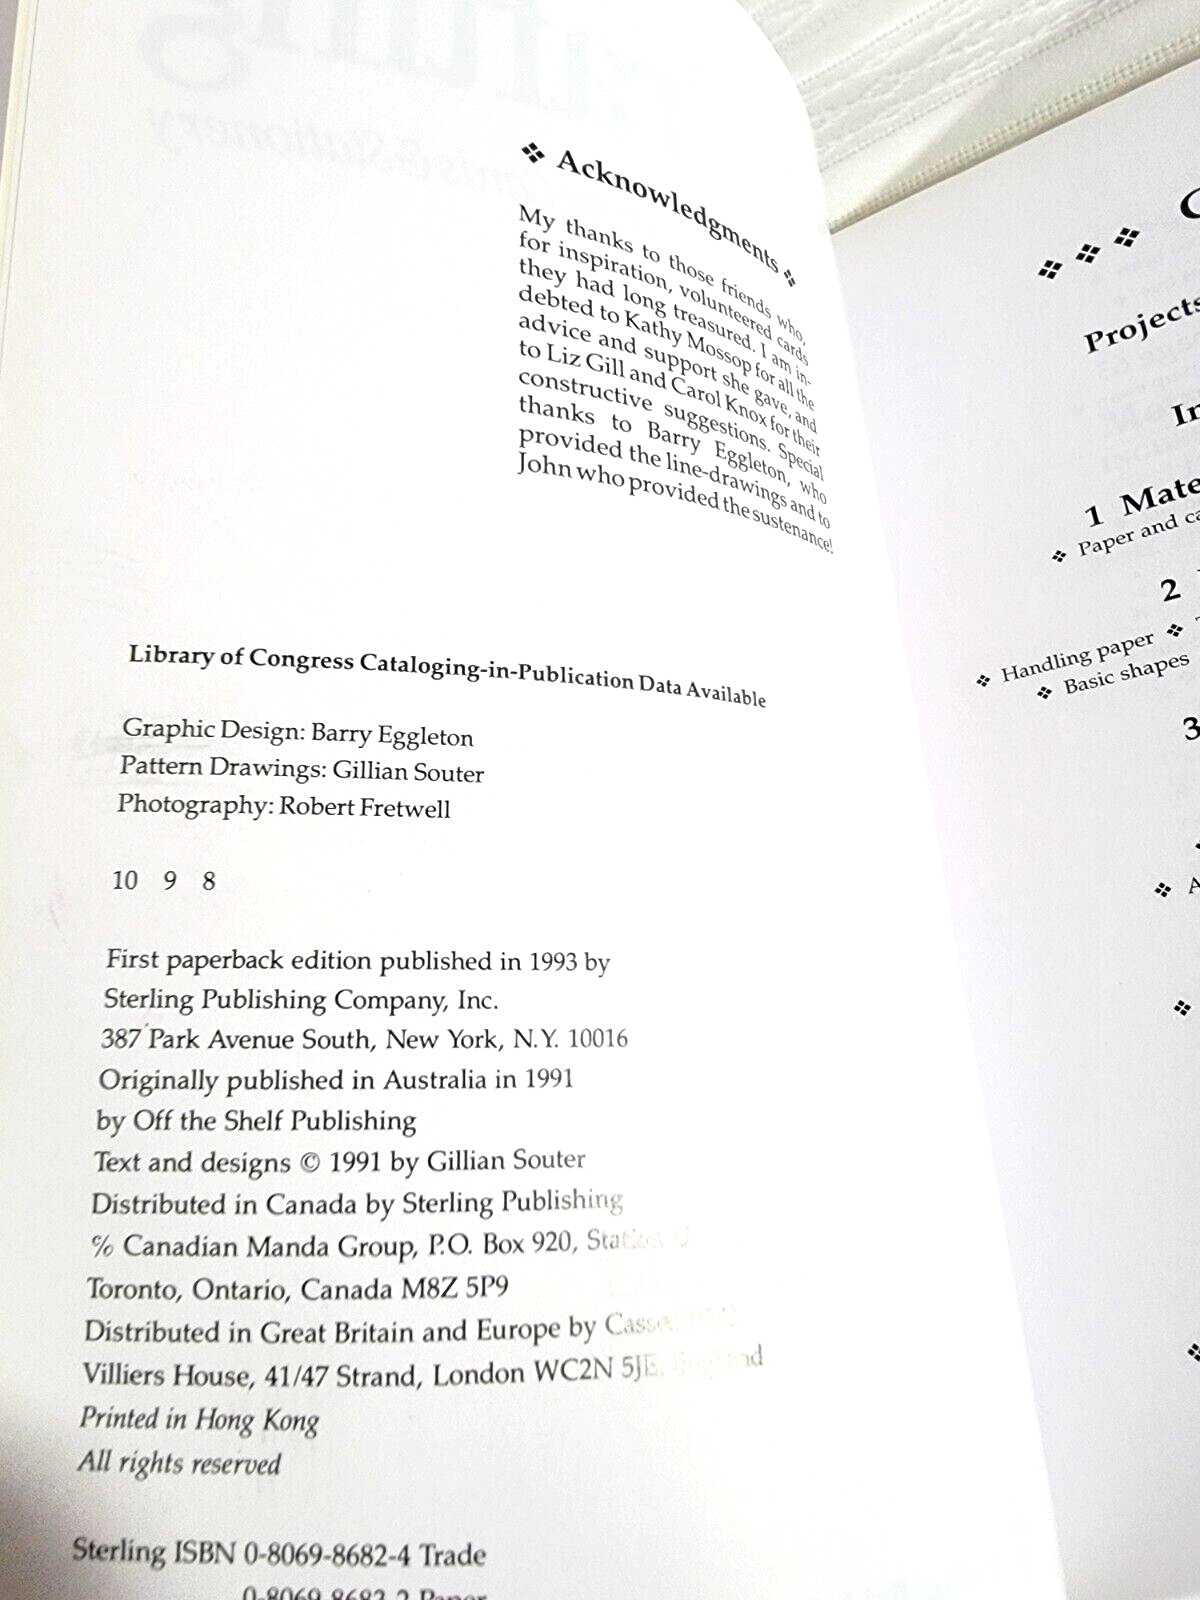 ❖ Acknowledgments ❖
My thanks to those friends who,
for inspiration, volunteered cards
they had long treasured. I am in-
debted to Kathy Mossop for all the
advice and support she gave, and
to Liz Gill and Carol Knox for their
constructive suggestions. Special
thanks to Barry Eggleton, who
provided the line-drawings and to
John who provided the sustenance!
Library of Congress Cataloging-in-Publication Data Available
Graphic Design: Barry Eggleton
Pattern Drawings: Gillian Souter
Photography: Robert Fretwell
10 9 8
First paperback edition published in 1993 by
Sterling Publishing Company, Inc.
387 Park Avenue South, New York, N.Y. 10016
Originally published in Australia in 1991
by Off the Shelf Publishing
Text and designs © 1991 by Gillian Souter
Distributed in Canada by Sterling Publishing
℅ Canadian Manda Group, P.O. Box 920, Station U
Toronto, Ontario, Canada M8Z 5P9
Distributed in Great Britain and Europe by
Villiers House, 41/47 Strand, London WC2N 5JE,
Printed in Hong Kong
All rights reserved
Sterling ISBN 0-8069-8682-4 Trade
0-8069-8683-2 Paper
❖ ❖ ❖
Projects
1 Mate
❖ Paper and ca
2
❖ Handling paper ❖
❖ Basic shapes
3